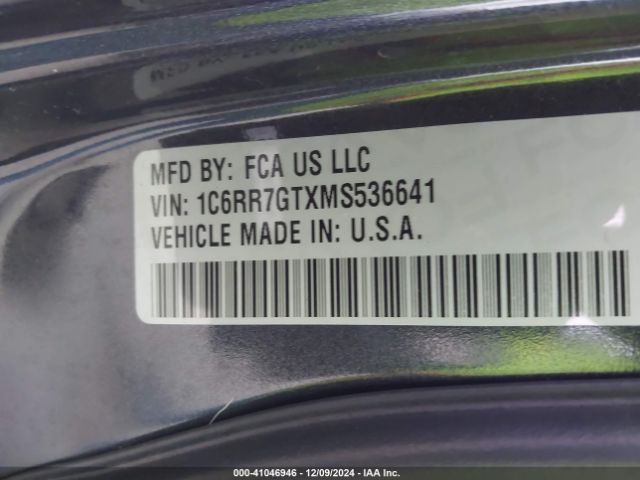 MFD BY: FCA US LLC
VIN: 1C6RR7GTXMS536641
VEHICLE MADE IN: U.S.A.
000-41046946 - 12/09/2024 - IAA Inc.